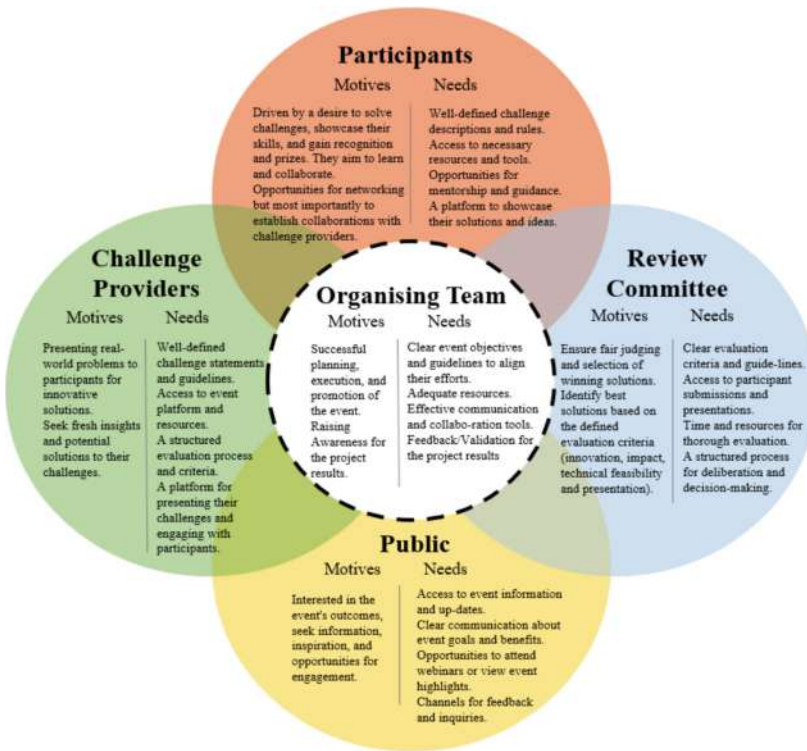 Participants
Motives
Needs
Driven by a desire to solve
challenges, showcase their
skills, and gain recognition
and prizes. They aim to learn
and collaborate.
Opportunities for networking
but most importantly to
establish collaborations with
challenge providers.
Well-defined challenge
descriptions and rules.
Access to necessary
resources and tools.
Opportunities for
mentorship and guidance.
A platform to showcase
their solutions and ideas.
Challenge
Providers
Motives
Needs
Presenting real-
world problems to
participants for
innovative
solutions.
Seek fresh insights
and potential
solutions to their
challenges.
Well-defined
challenge statements
and guidelines.
Access to event
platform and
resources.
A structured
evaluation process
and criteria.
A platform for
presenting their
challenges and
engaging with
participants.
Organising Team
Motives
Needs
Successful
planning,
execution, and
promotion of the
event.
Raising
Awareness for the
project results.
Clear event objectives
and guidelines to align
their efforts.
Adequate resources.
Effective communication
and collabo-ration tools.
Feedback/Validation for
the project results
Review
Committee
Motives
Needs
Ensure fair judging
and selection of
winning solutions.
Identify best
solutions based on
the defined
evaluation criteria
(innovation, impact,
technical feasibility
and presentation).
Clear evaluation
criteria and guide-lines.
Access to participant
submissions and
presentations.
Time and resources for
thorough evaluation.
A structured process
for deliberation and
decision-making.
Public
Motives
Needs
Interested in the
event's outcomes,
seek information,
inspiration, and
opportunities for
engagement.
Access to event information
and up-dates.
Clear communication about
event goals and benefits.
Opportunities to attend
webinars or view event
highlights.
Channels for feedback
and inquiries.